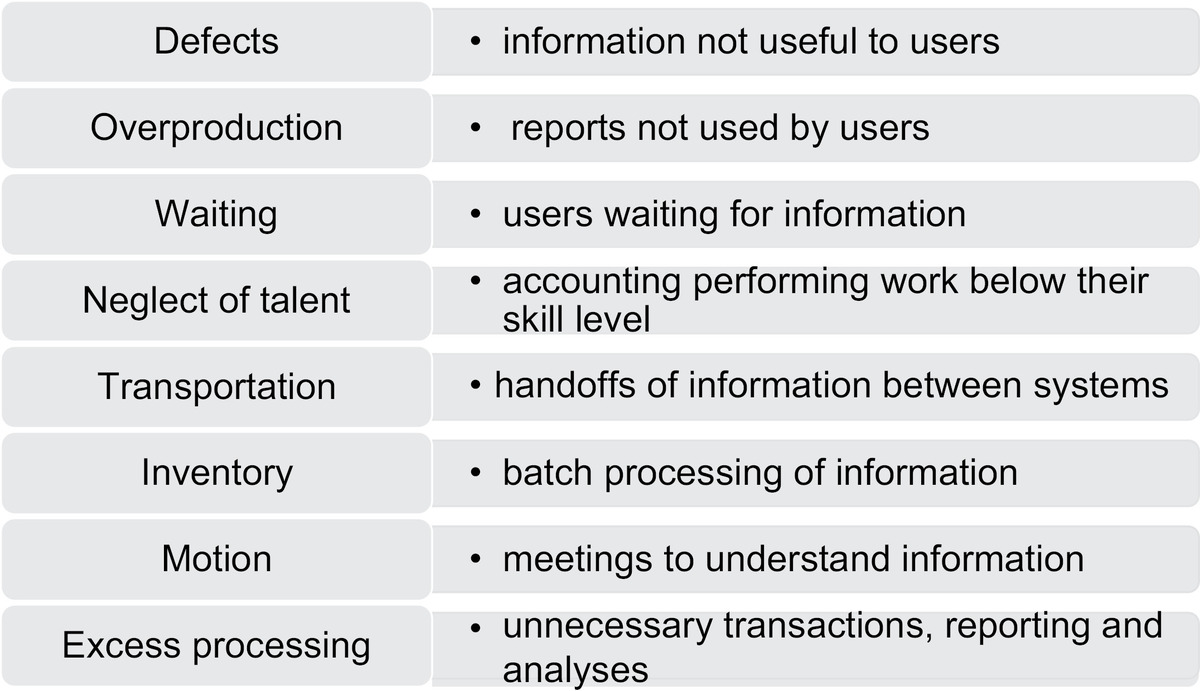 Defects
• information not useful to users
Overproduction
• reports not used by users
Waiting
• users waiting for information
Neglect of talent
• accounting performing work below their
skill level
Transportation
• handoffs of information between systems
Inventory
• batch processing of information
Motion
• meetings to understand information
Excess processing
• unnecessary transactions, reporting and
analyses